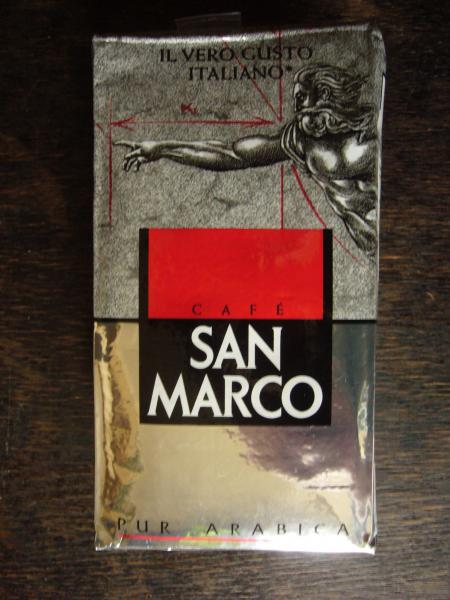 IL VERO GUSTO
ITALIANO*
CAFÉ
SAN
MARCO
PUR ARABICA